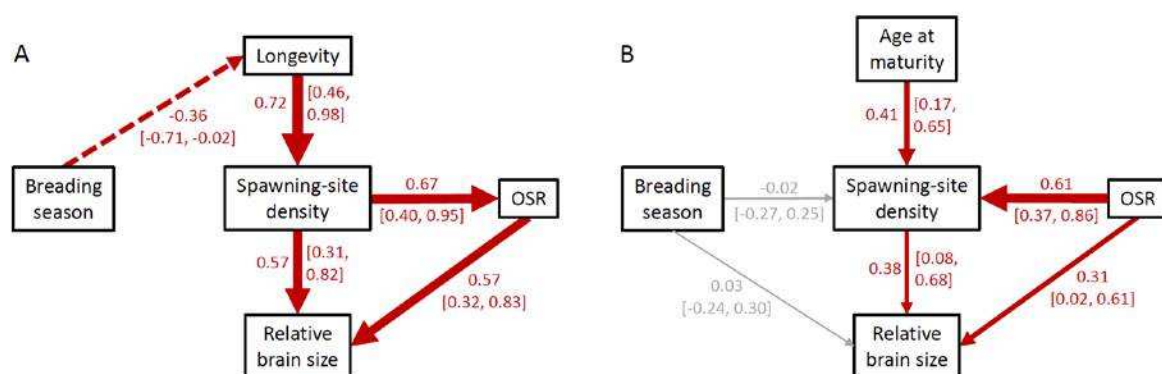 A
Longevity
-0.36
[-0.71, -0.02]
0.72
[0.46,
0.98]
Breading
season
Spawning-site
density
0.67
[0.40, 0.95]
OSR
0.57
[0.31,
0.82]
0.57
[0.32, 0.83]
Relative
brain size
B
Age at
maturity
0.41
[0.17,
0.65]
Breading
season
-0.02
[-0.27, 0.25]
Spawning-site
density
0.61
[0.37, 0.86]
OSR
0.03
[-0.24, 0.30]
0.38
[0.08,
0.68]
0.31
[0.02, 0.61]
Relative
brain size